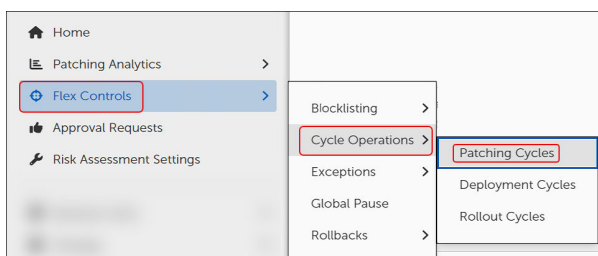 Home
Patching Analytics
Flex Controls
Approval Requests
Risk Assessment Settings
Blocklisting
Cycle Operations
Exceptions
Global Pause
Rollbacks
Patching Cycles
Deployment Cycles
Rollout Cycles